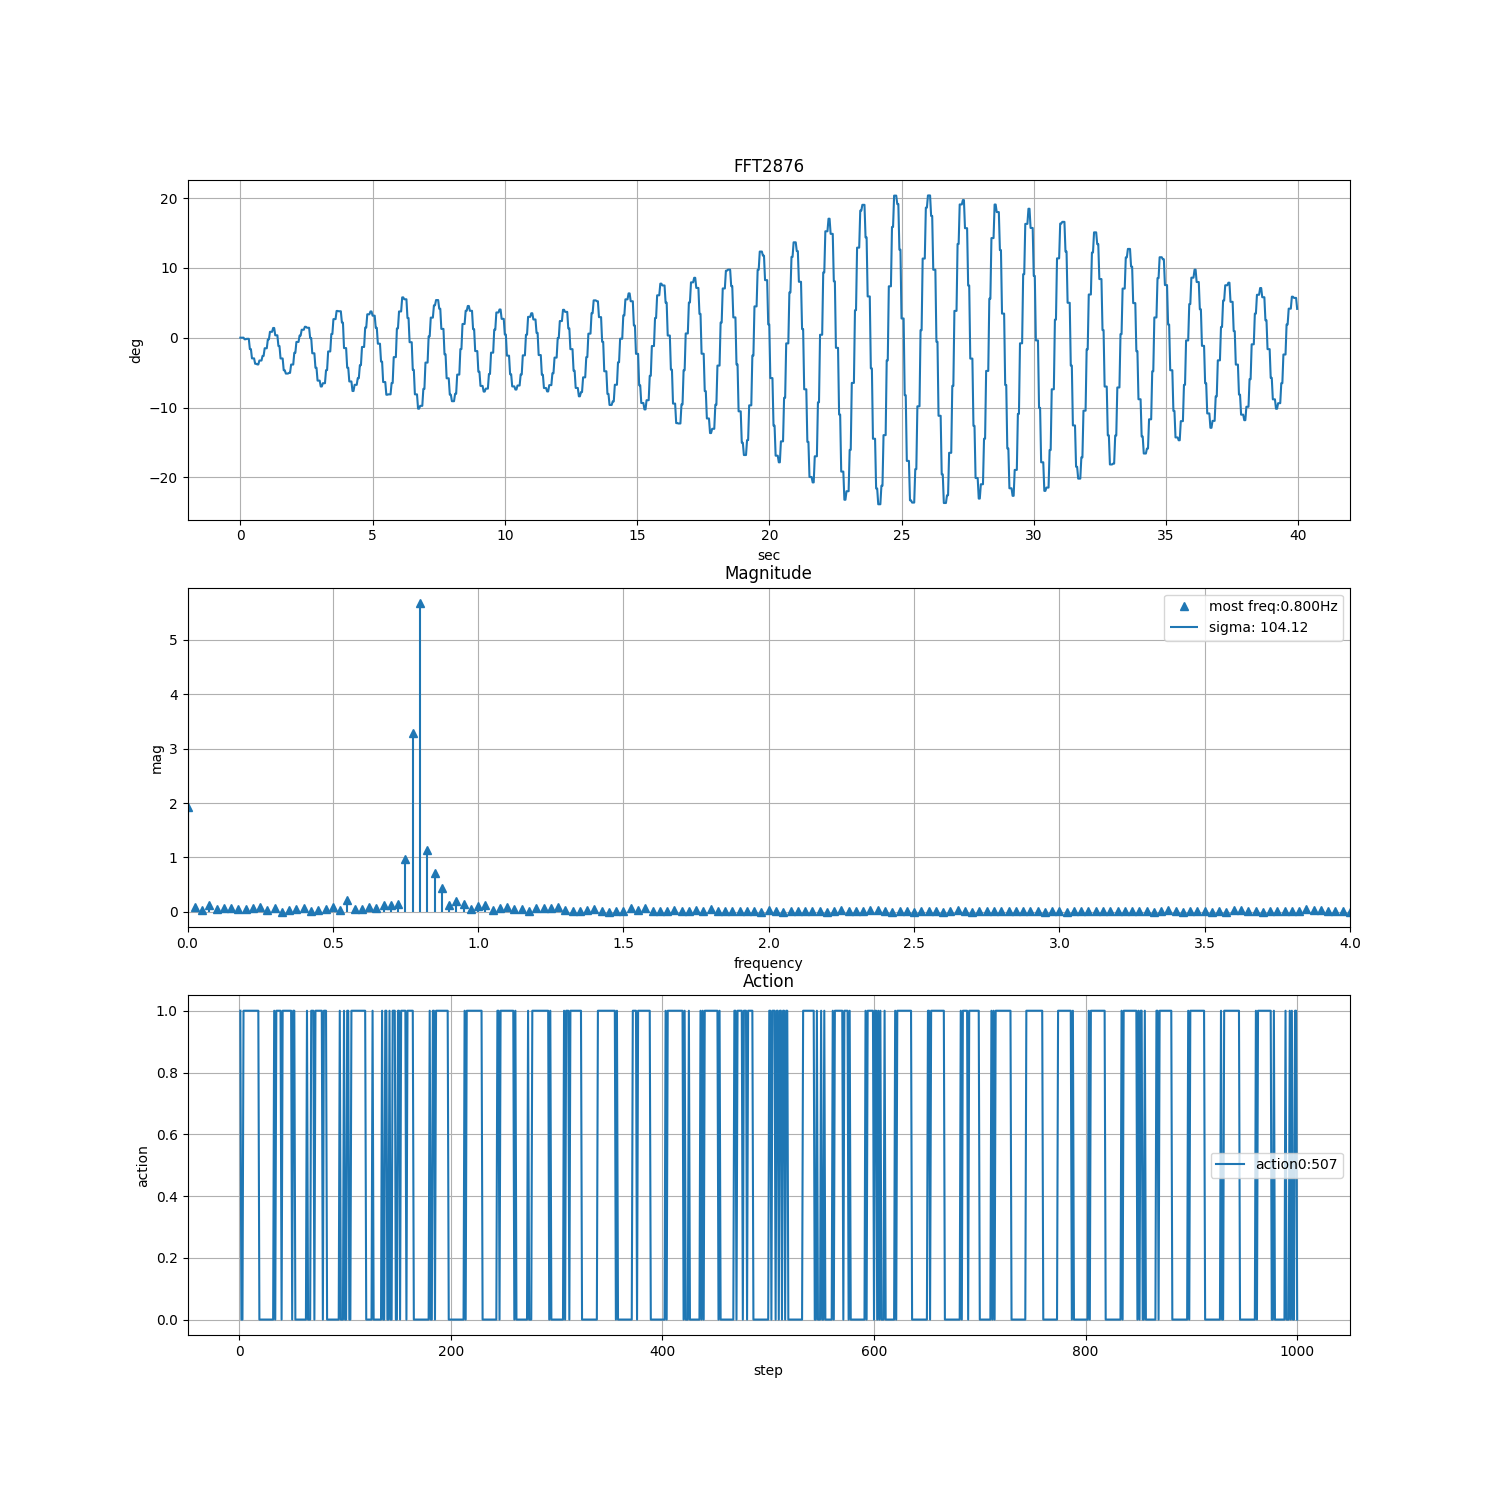 FFT2876
20
10
0
−10
−20
deg
0 5 10 15 20 25 30 35 40
sec
Magnitude
most freq:0.800Hz
sigma: 104.12
5
4
3
2
1
0
mag
0.0 0.5 1.0 1.5 2.0 2.5 3.0 3.5 4.0
frequency
Action
1.0
0.8
0.6
0.4
0.2
0.0
action
action0:507
0 200 400 600 800 1000
step